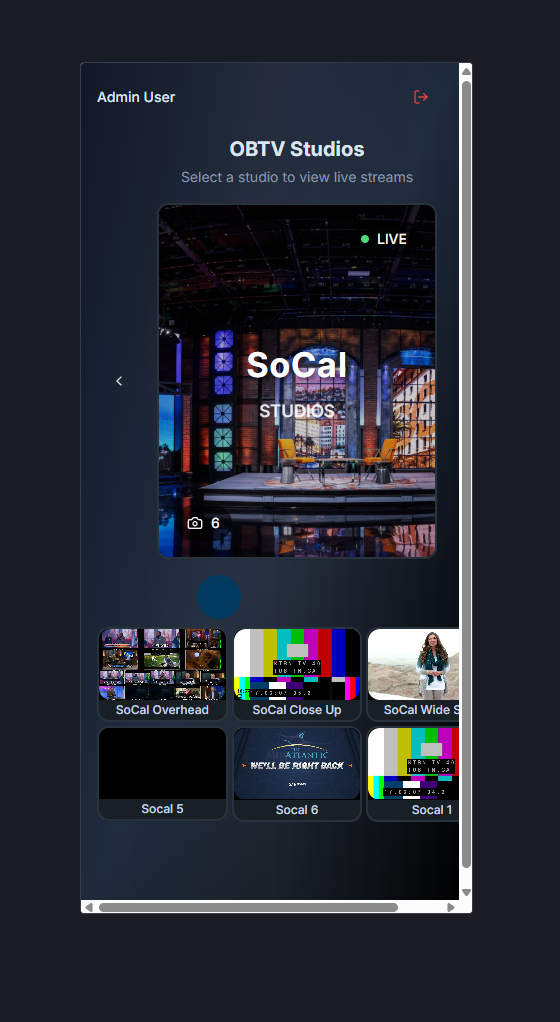 Admin User
OBTV Studios
Select a studio to view live streams
LIVE
SoCal
STUDIOS
6
SoCal Overhead
SoCal Close Up
SoCal Wide S
ATLANTIC
WE'LL BE RIGHT BACK
Socal 5
Socal 6
Socal 1